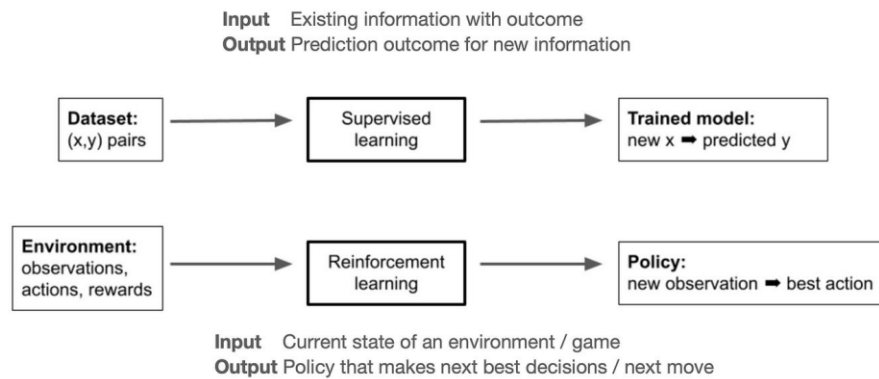 Input Existing information with outcome
Output Prediction outcome for new information
Dataset:
(x,y) pairs
Supervised
learning
Trained model:
new x ➡ predicted y
Environment:
observations,
actions, rewards
Reinforcement
learning
Policy:
new observation ➡ best action
Input Current state of an environment / game
Output Policy that makes next best decisions / next move